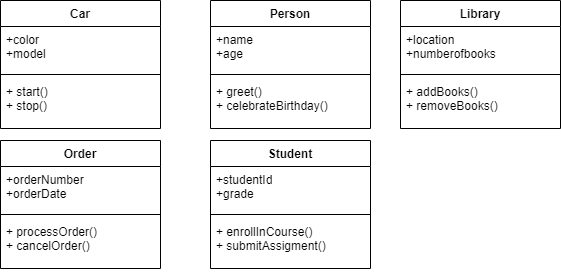 Car
+color
+model
+ start()
+ stop()
Person
+name
+age
+ greet()
+ celebrateBirthday()
Library
+location
+numberofbooks
+ addBooks()
+ removeBooks()
Order
+orderNumber
+orderDate
+ processOrder()
+ cancelOrder()
Student
+studentId
+grade
+ enrollInCourse()
+ submitAssigment()